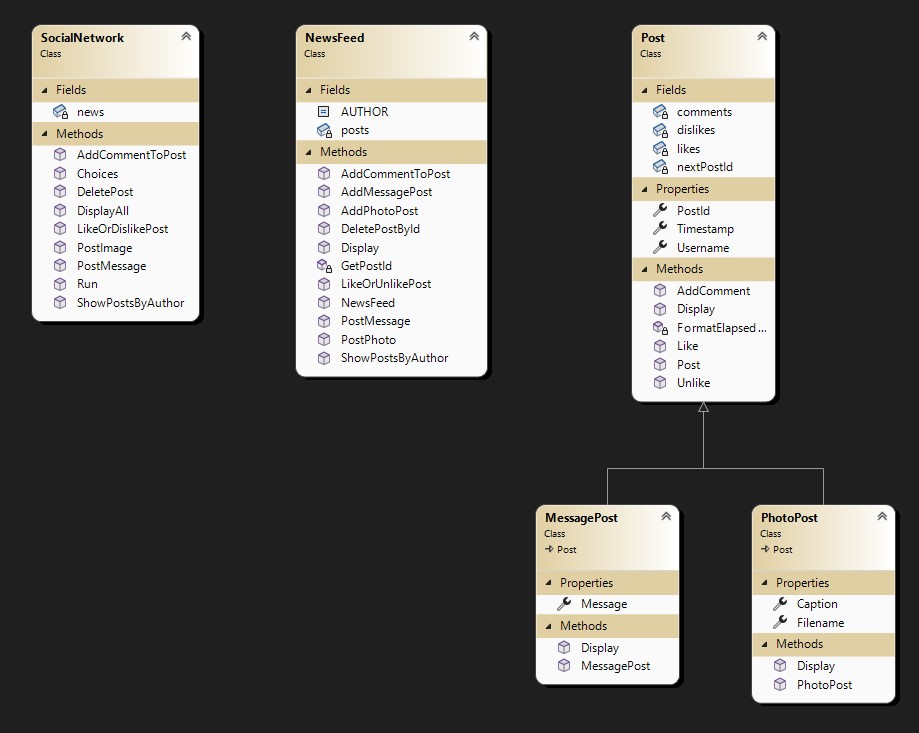 SocialNetwork
Class
Fields
news
Methods
AddCommentToPost
Choices
DeletePost
DisplayAll
LikeOrDislikePost
PostImage
PostMessage
Run
ShowPostsByAuthor
NewsFeed
Class
Fields
AUTHOR
posts
Methods
AddCommentToPost
AddMessagePost
AddPhotoPost
DeletePostById
Display
GetPostId
LikeOrUnlikePost
NewsFeed
PostMessage
PostPhoto
ShowPostsByAuthor
Post
Class
Fields
comments
dislikes
likes
nextPostId
Properties
PostId
Timestamp
Username
Methods
AddComment
Display
FormatElapsed...
Like
Post
Unlike
MessagePost
Class
Post
Properties
Message
Methods
Display
MessagePost
PhotoPost
Class
Post
Properties
Caption
Filename
Methods
Display
PhotoPost